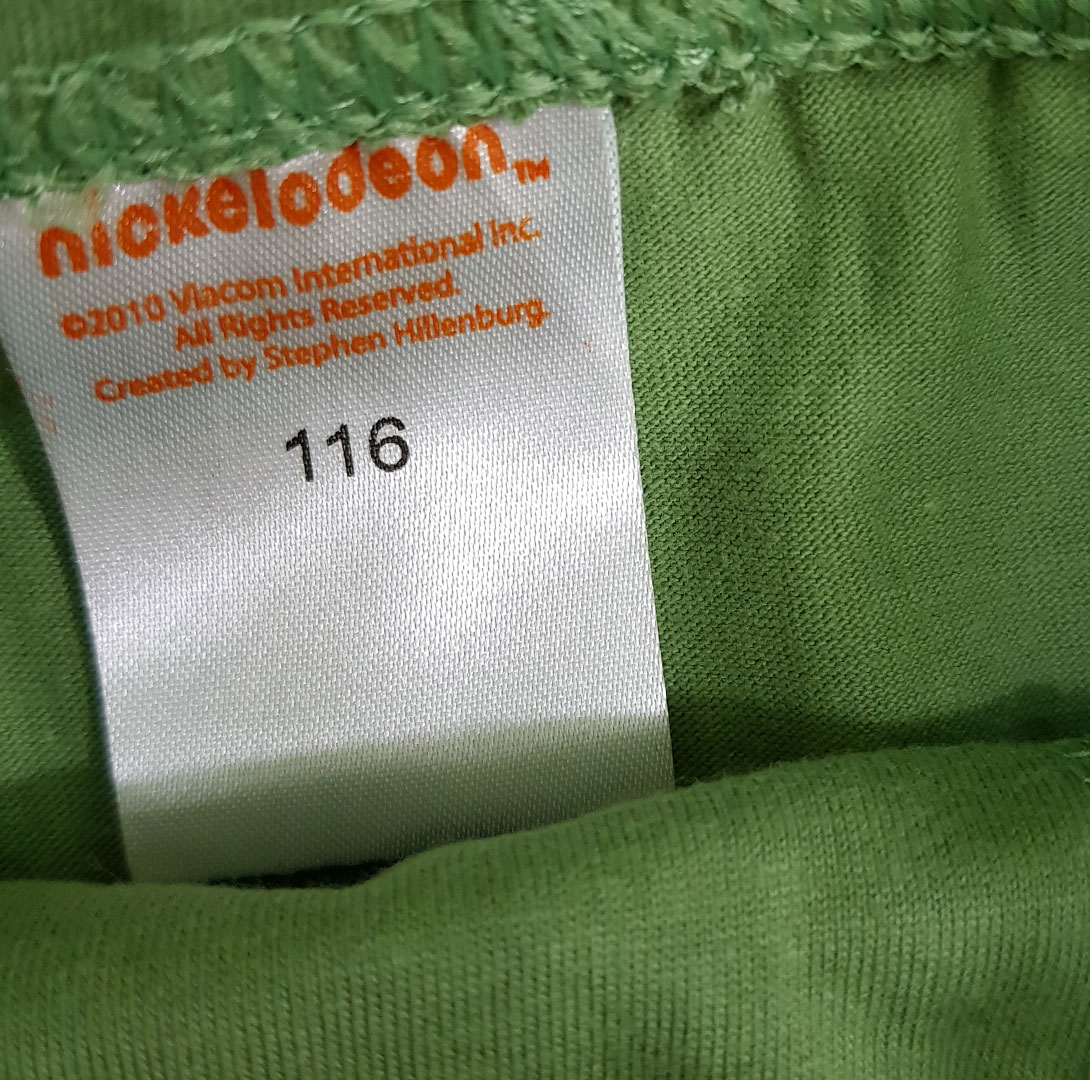 nickelodeon™
©2010 Viacom International Inc.
All Rights Reserved.
Created by Stephen Hillenburg.
116